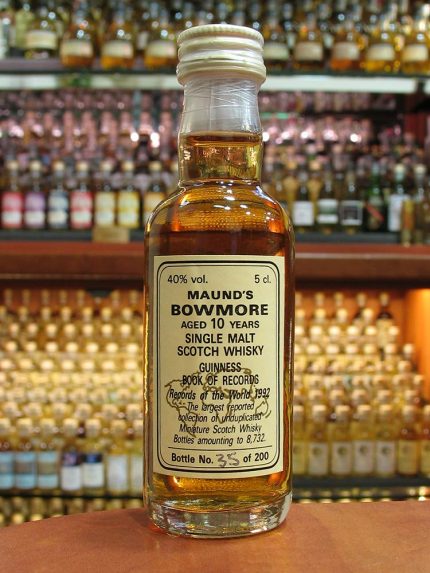 40% vol. 5 cl.
MAUND'S
BOWMORE
AGED 10 YEARS
SINGLE MALT
SCOTCH WHISKY
GUINNESS
BOOK OF RECORDS
Records of the World 1992
The largest reported
collection of unduplicated
Miniature Scotch Whisky
Bottles amounting to 8,732.
Bottle No. 35 of 200